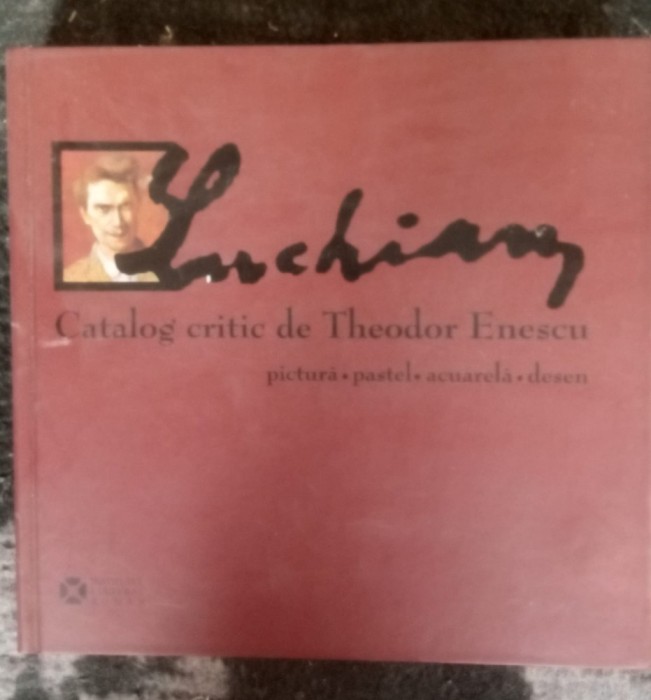 Luchian
Catalog critic de Theodor Enescu
pictură • pastel • acuarelă • desen